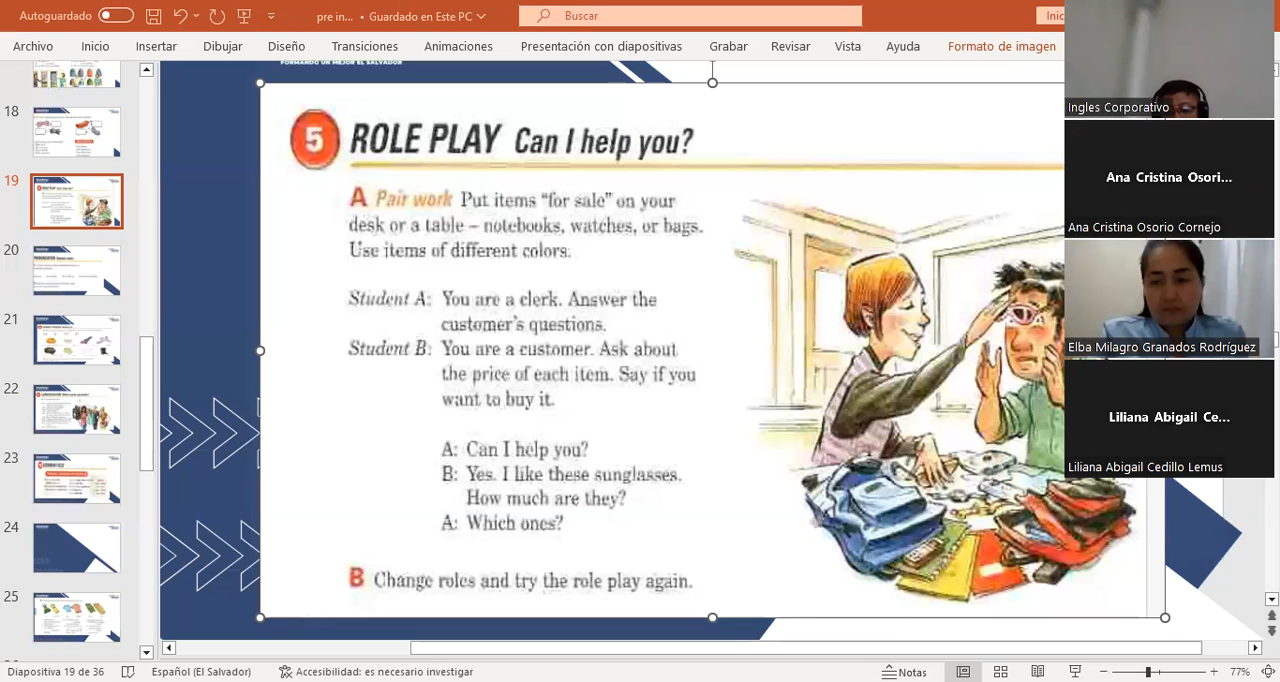 Autoguardado
pre in... • Guardado en Este PC
Buscar
Inic
Archivo Inicio Insertar Dibujar Diseño Transiciones Animaciones Presentación con diapositivas Grabar Revisar Vista Ayuda Formato de imagen
FORMANDO UN MEJOR EL SALVADOR
18
19
20
21
22
23
24
25
5 ROLE PLAY Can I help you?
A Pair work Put items “for sale” on your
desk or a table – notebooks, watches, or bags.
Use items of different colors.
Student A: You are a clerk. Answer the
customer's questions.
Student B: You are a customer. Ask about
the price of each item. Say if you
want to buy it.
A: Can I help you?
B: Yes. I like these sunglasses.
How much are they?
A: Which ones?
B Change roles and try the role play again.
Ingles Corporativo
Ana Cristina Osori...
Ana Cristina Osorio Cornejo
Elba Milagro Granados Rodríguez
Liliana Abigail Ce...
Liliana Abigail Cedillo Lemus
Diapositiva 19 de 36 Español (El Salvador) Accesibilidad: es necesario investigar Notas 77%